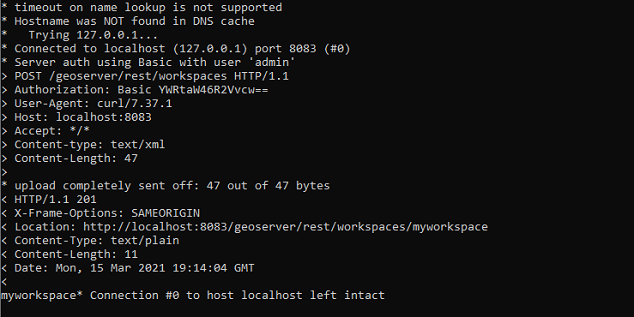 * timeout on name lookup is not supported
* Hostname was NOT found in DNS cache
*   Trying 127.0.0.1...
* Connected to localhost (127.0.0.1) port 8083 (#0)
* Server auth using Basic with user 'admin'
> POST /geoserver/rest/workspaces HTTP/1.1
> Authorization: Basic YWRtaW46R2Vvcw==
> User-Agent: curl/7.37.1
> Host: localhost:8083
> Accept: */*
> Content-type: text/xml
> Content-Length: 47
>
* upload completely sent off: 47 out of 47 bytes
< HTTP/1.1 201
< X-Frame-Options: SAMEORIGIN
< Location: http://localhost:8083/geoserver/rest/workspaces/myworkspace
< Content-Type: text/plain
< Content-Length: 11
< Date: Mon, 15 Mar 2021 19:14:04 GMT
<
myworkspace* Connection #0 to host localhost left intact